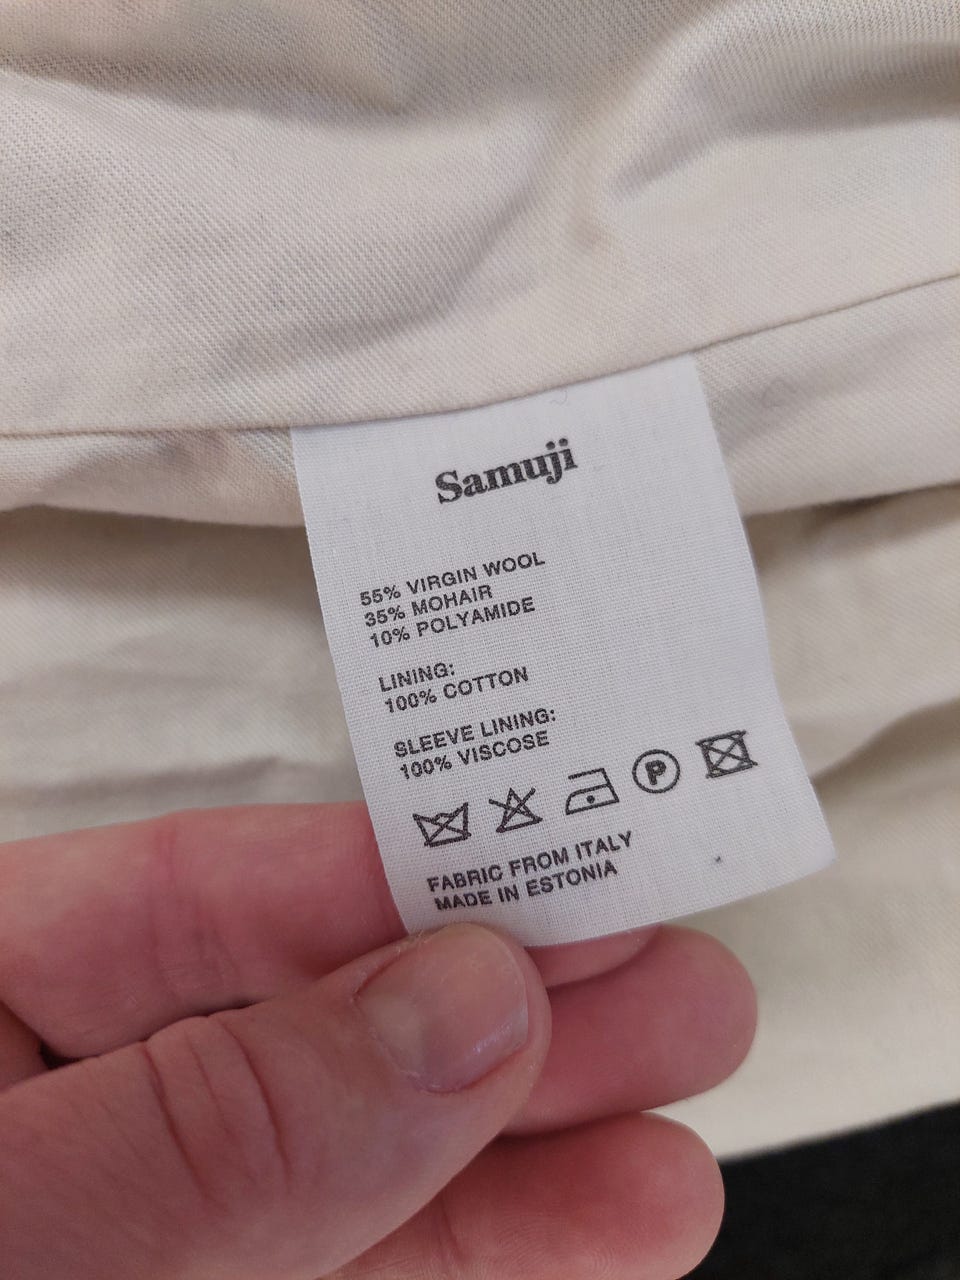 Samuji
55% VIRGIN WOOL
35% MOHAIR
10% POLYAMIDE
LINING:
100% COTTON
SLEEVE LINING:
100% VISCOSE
P
FABRIC FROM ITALY
MADE IN ESTONIA